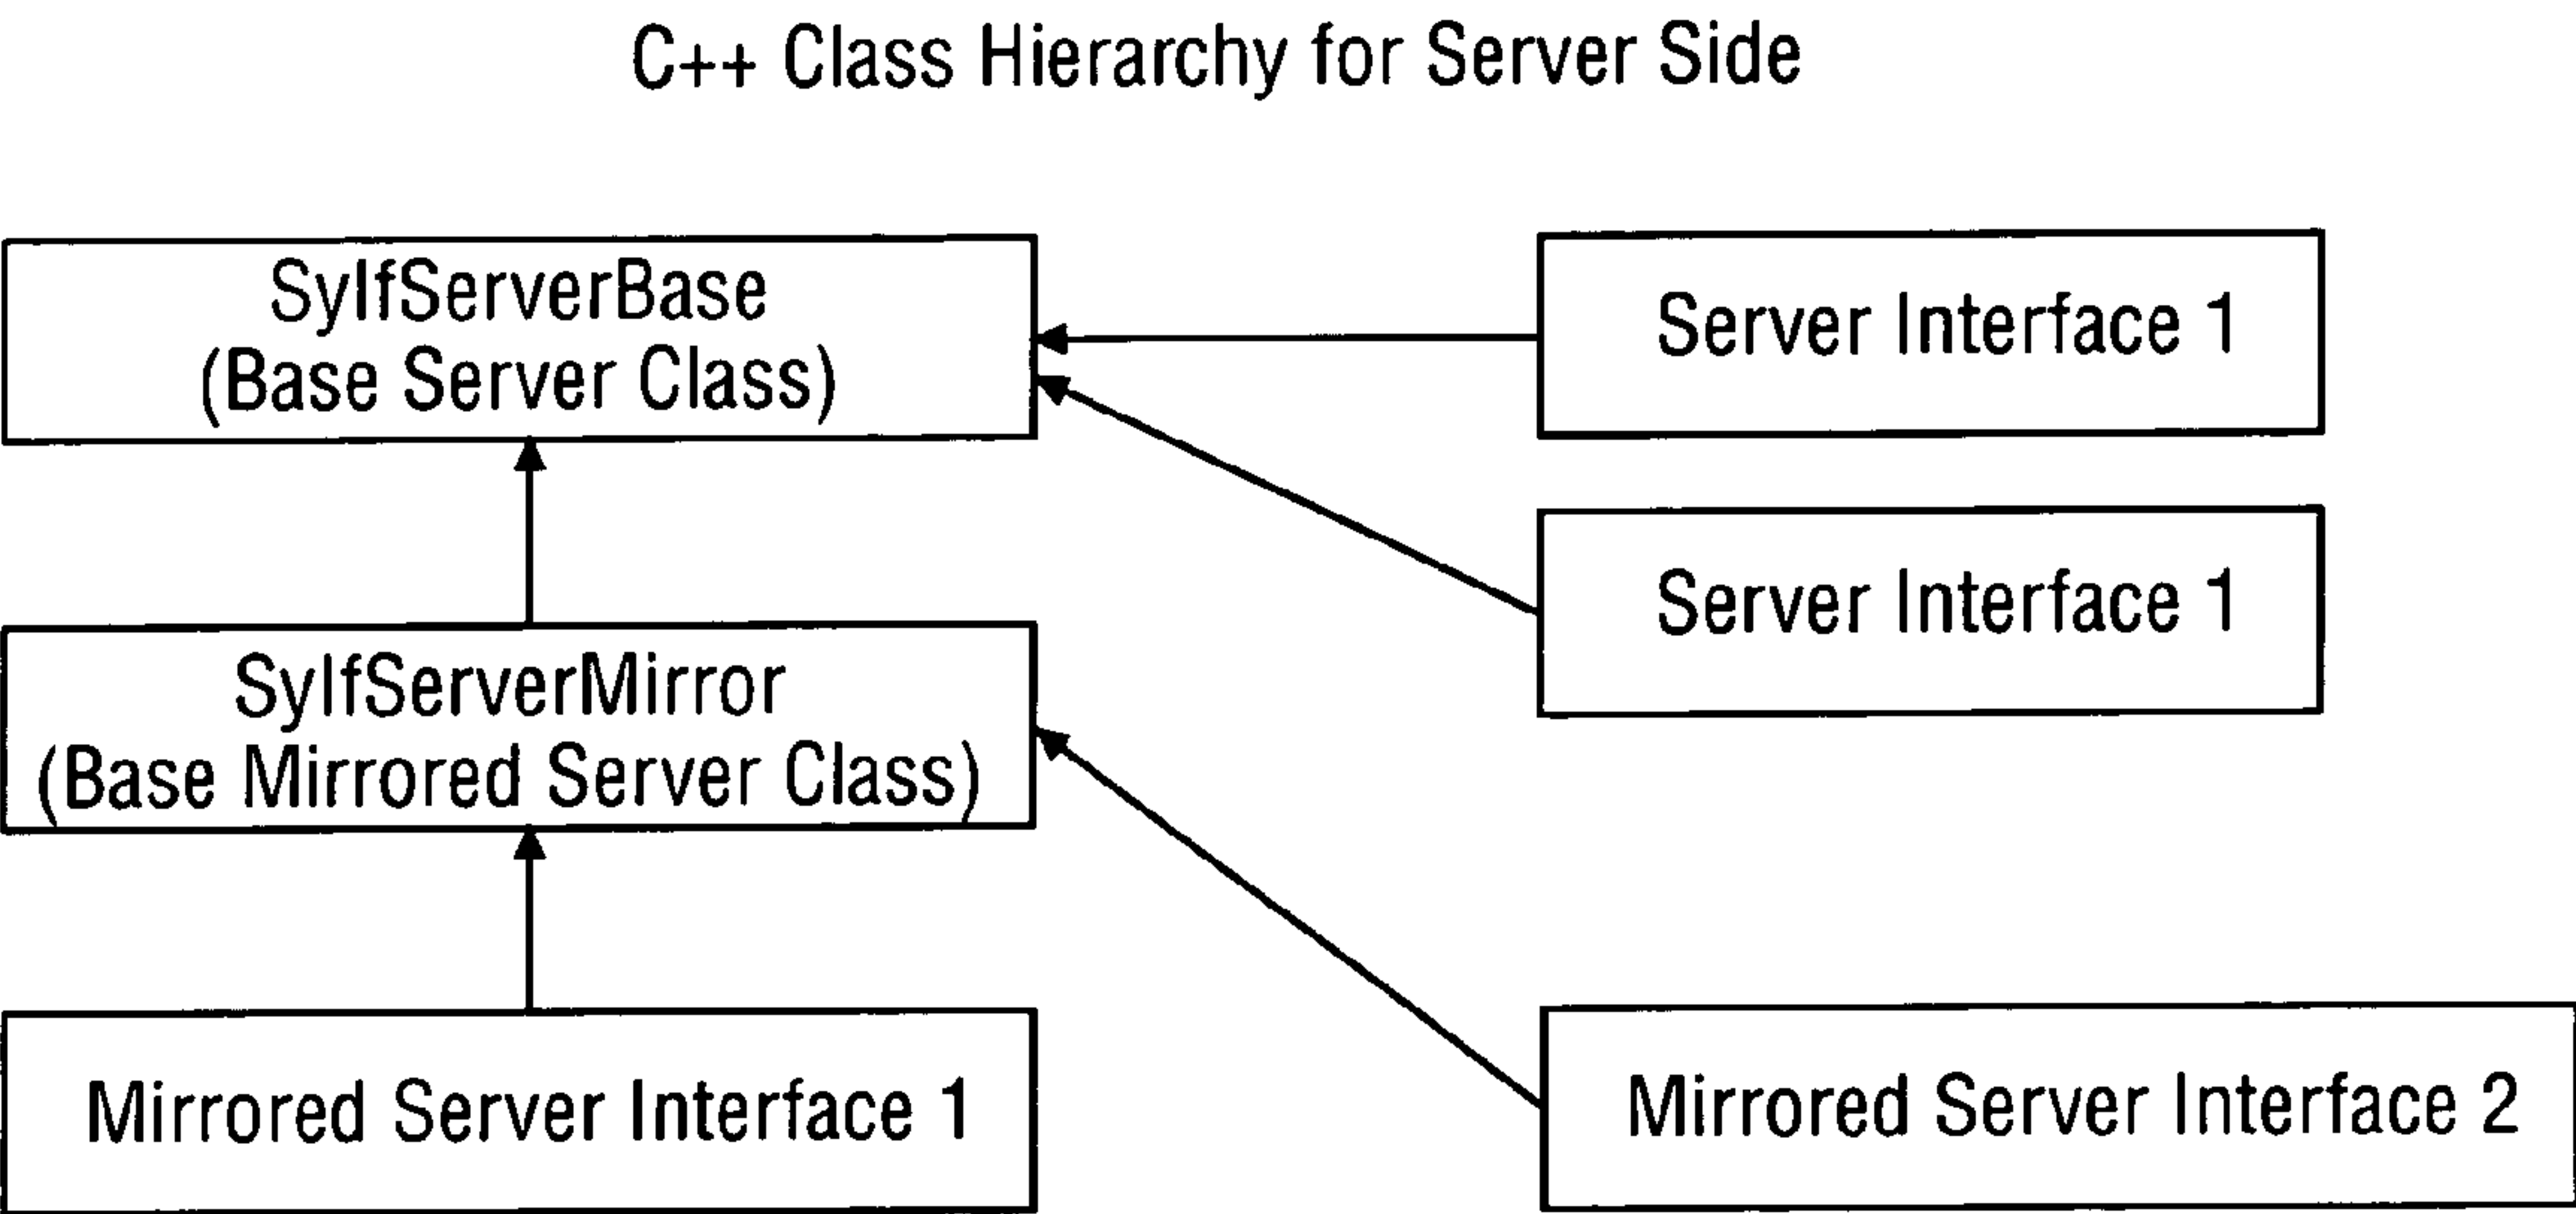 C++ Class Hierarchy for Server Side
SyIfServerBase
(Base Server Class)
Server Interface 1
Server Interface 1
SyIfServerMirror
(Base Mirrored Server Class)
Mirrored Server Interface 1
Mirrored Server Interface 2